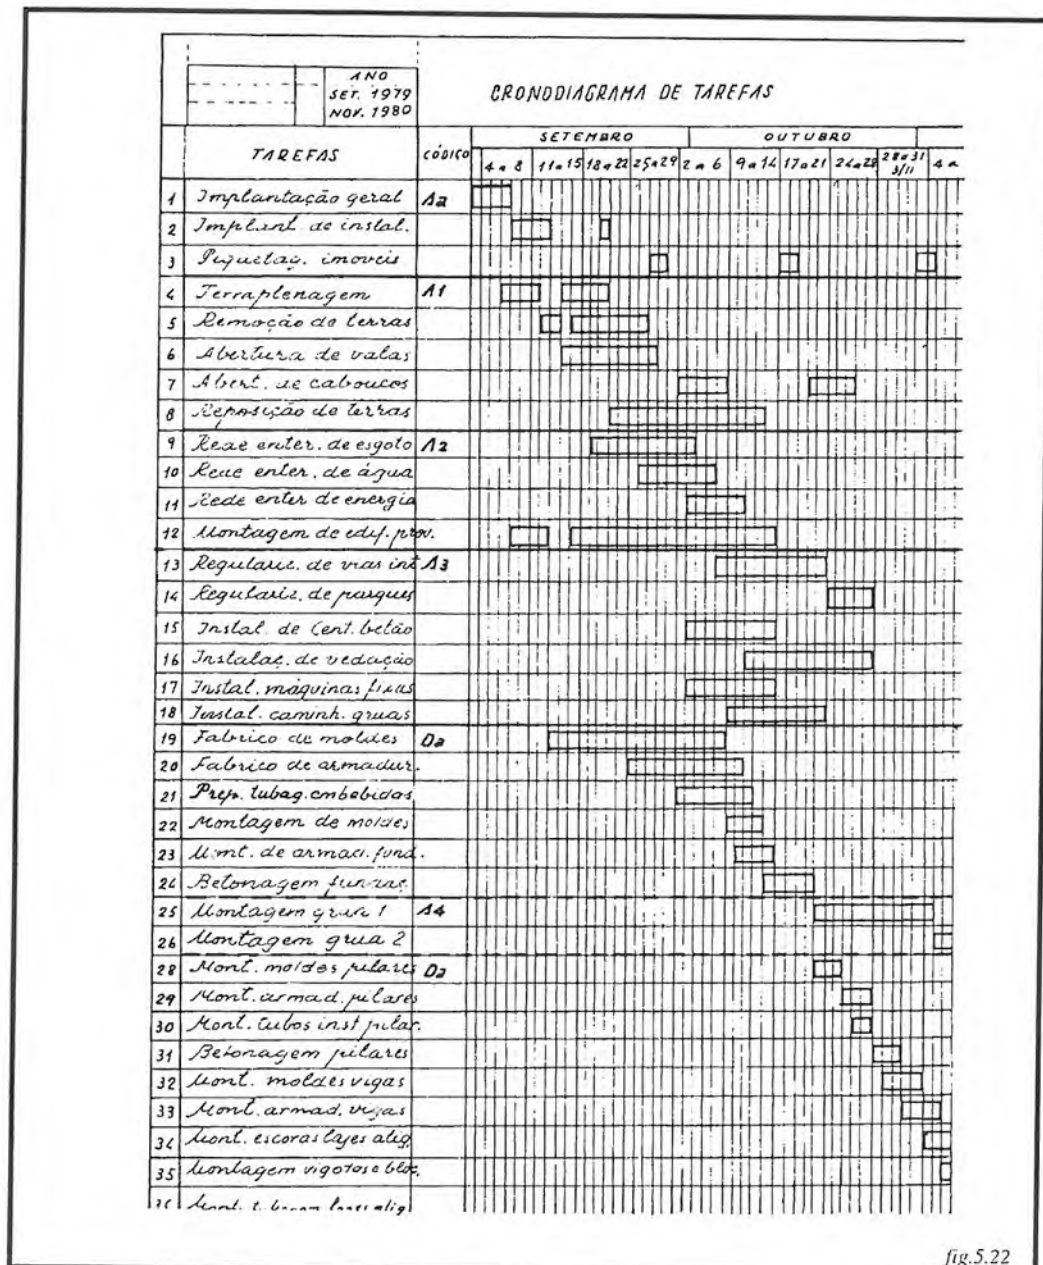 ANO
SET. 1979
NOV. 1980
CRONODIAGRAMA DE TAREFAS
TAREFAS CÓDIGO SETEMBRO OUTUBRO
4 a 8 11 a 15 18 a 22 25 a 29 2 a 6 9 a 14 17 a 21 24 a 28 28 a 31 4 a
3/11
1 Implantação geral A2
2 Implant. de instal.
3 Piquetag. imoveis
4 Terraplenagem A1
5 Remoção de terras
6 Abertura de valas
7 Abert. de caboucos
8 Reposição de terras
9 Rede enter. de esgoto A2
10 Rede enter. de água
11 Rede enter de energia
12 Montagem de edif. prov.
13 Regulariz. de vias int A3
14 Regulariz. de parques
15 Instal. de Cent. betão
16 Instalaç. de vedação
17 Instal. máquinas fixas
18 Instal. caminh. gruas
19 Fabrico de moldes D2
20 Fabrico de armadur.
21 Prep. tubag. embebidas
22 Montagem de moldes
23 Mont. de armad. fund.
24 Betonagem fundaç.
25 Montagem grua 1 A4
26 Montagem grua 2
28 Mont. moldes pilares D2
29 Mont. armad. pilares
30 Mont. tubos inst pilar.
31 Betonagem pilares
32 Mont. moldes vigas
33 Mont. armad. vigas
34 Mont. escoras lajes alig.
35 Montagem vigotas e bloc.
fig.5.22